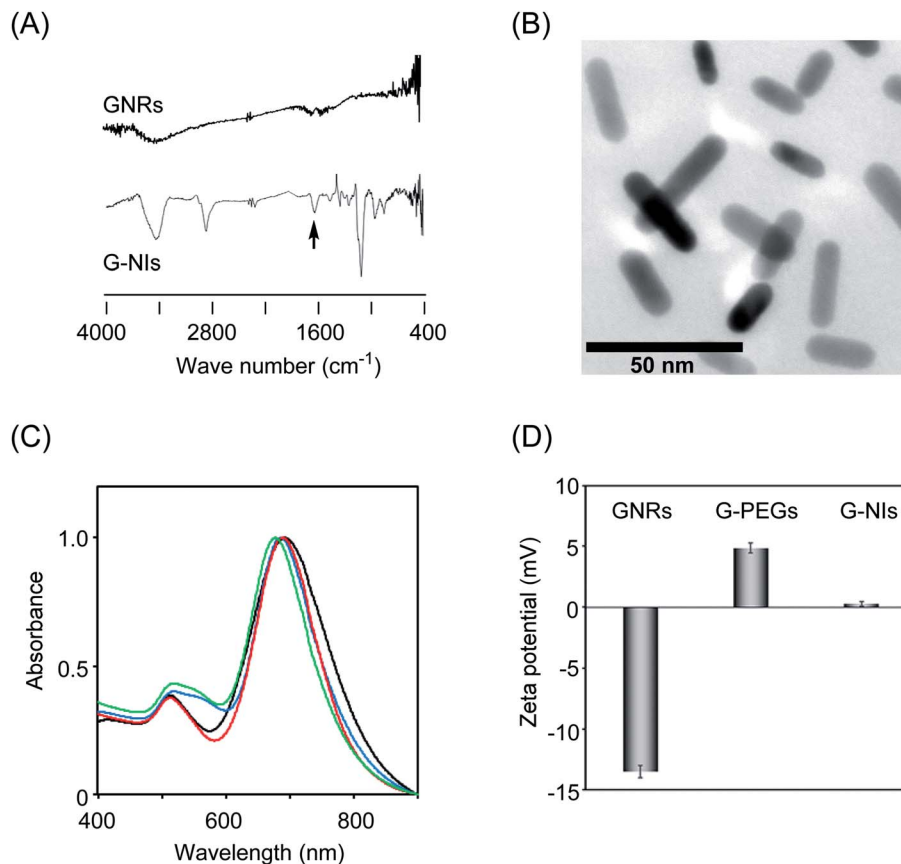 (A)
GNRs
G-NIs
4000 2800 1600 400
Wave number (cm⁻¹)
(B)
50 nm
(C)
1.0
0.5
0
Absorbance
400 600 800
Wavelength (nm)
(D)
10
5
0
-5
-10
-15
Zeta potential (mV)
GNRs G-PEGs G-NIs